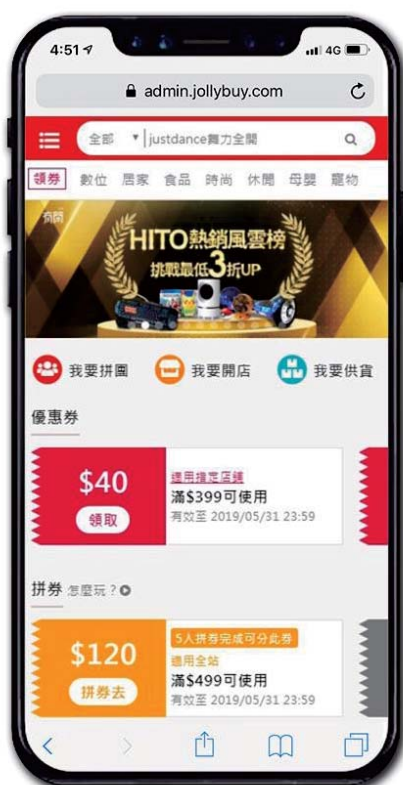 4:51
4G
admin.jollybuy.com
全部 justdance舞力全開
領券 數位 居家 食品 時尚 休閒 母嬰 寵物
HITO熱銷風雲榜
挑戰最低3折UP
我要拼團 我要開店 我要供貨
優惠券
$40
領取
適用指定店鋪
滿$399可使用
有效至 2019/05/31 23:59
拼券 怎麼玩?
$120
拼券去
5人拼券完成可分此券
適用全站
滿$499可使用
有效至 2019/05/31 23:59